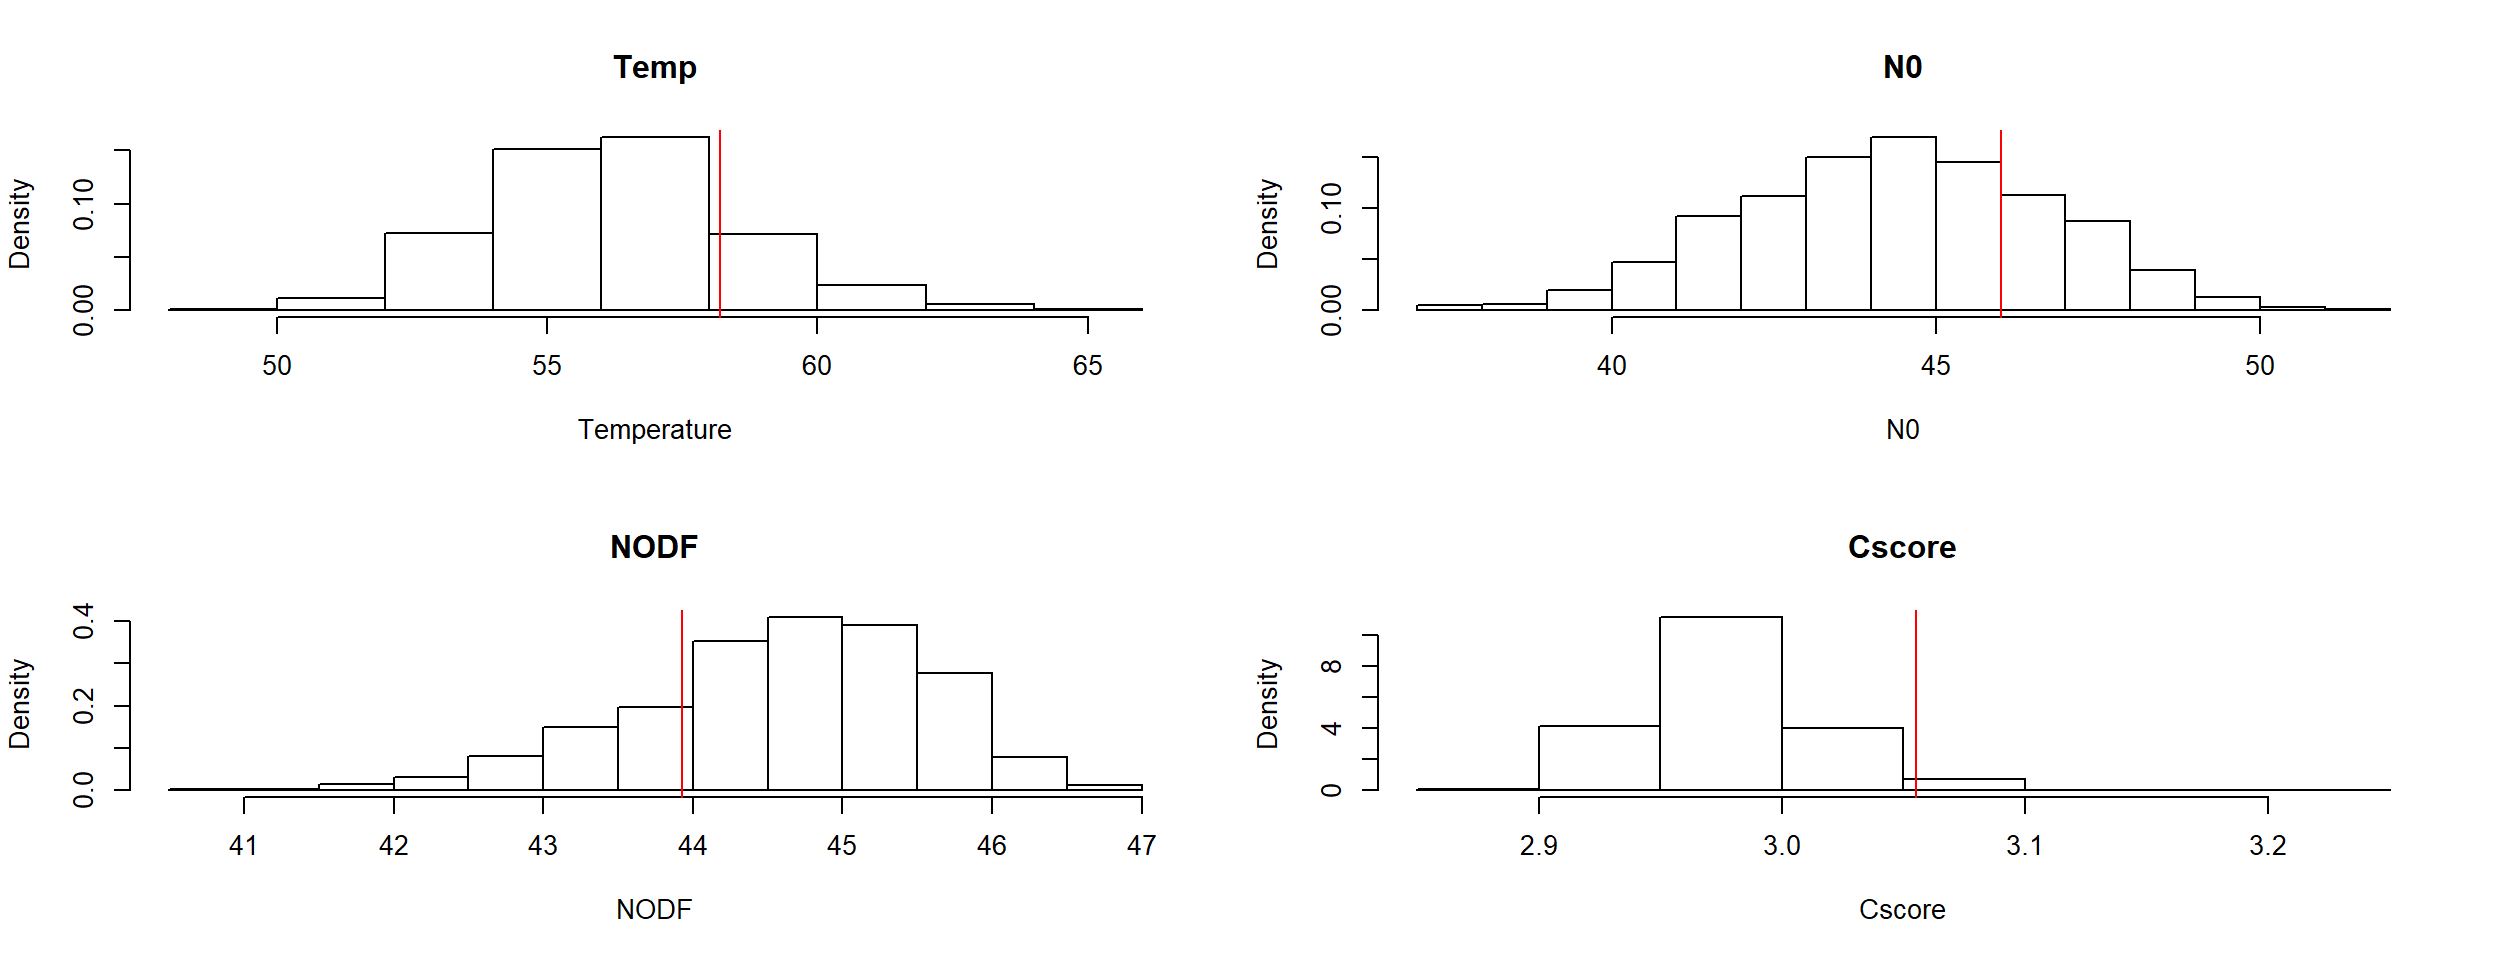 Temp
Density
0.00 0.10
50 55 60 65
Temperature
N0
Density
0.00 0.10
40 45 50
N0
NODF
Density
0.0 0.2 0.4
41 42 43 44 45 46 47
NODF
Cscore
Density
0 4 8
2.9 3.0 3.1 3.2
Cscore